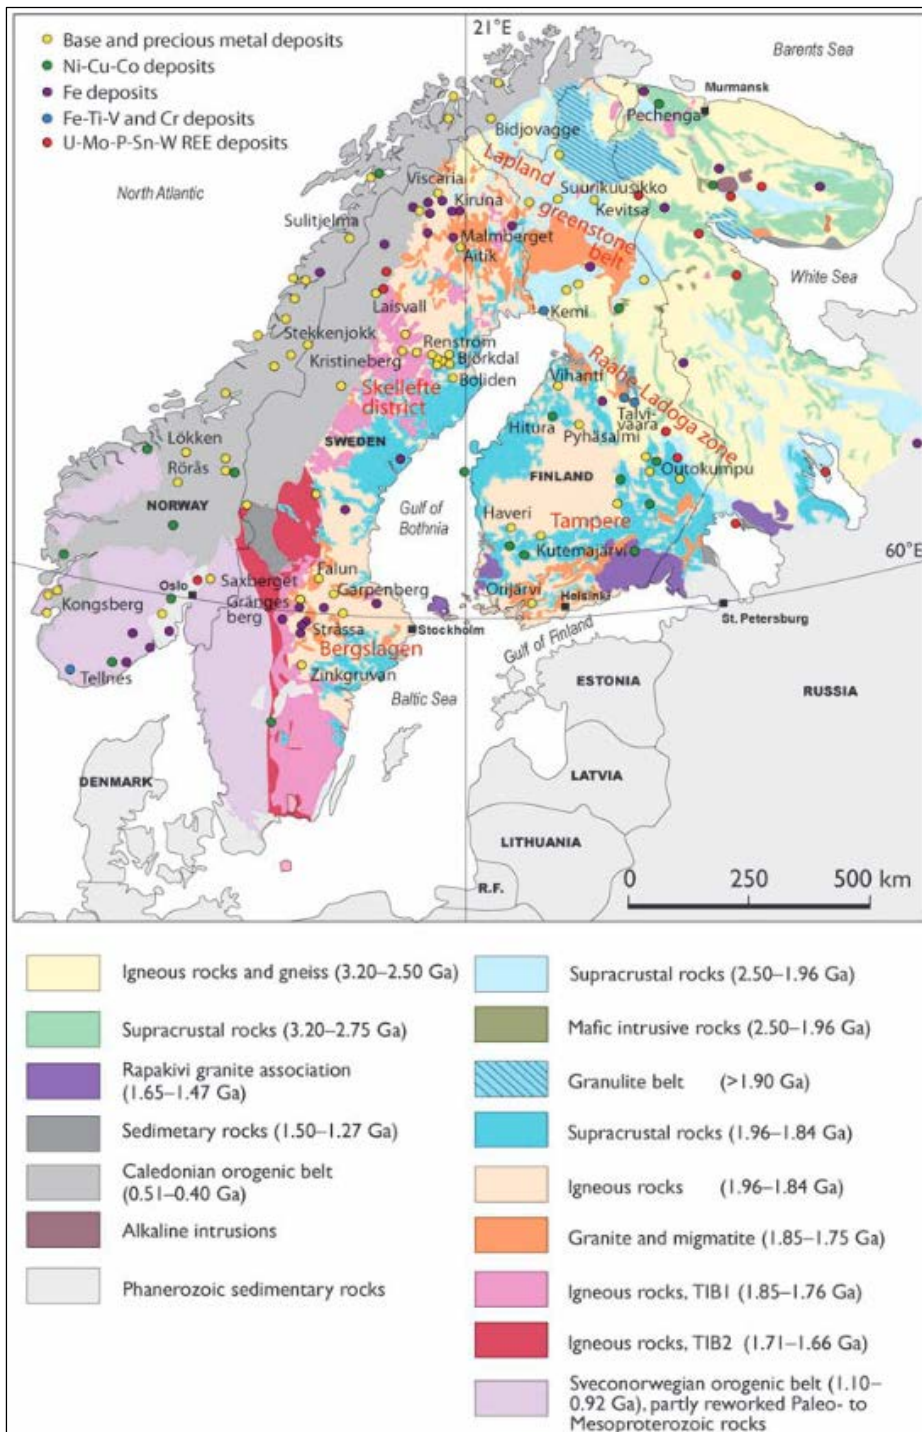 21°E
Base and precious metal deposits
Ni-Cu-Co deposits
Fe deposits
Fe-Ti-V and Cr deposits
U-Mo-P-Sn-W REE deposits
Barents Sea
Murmansk
Pechenga
Bidjovagge
North Atlantic
Lapland
greenstone
belt
Viscaria
Suurikuusikko
Kiruna
Kevitsa
Sulitjelma
Malmberget
Aitik
White Sea
Laisvall
Kemi
Stekkenjokk
Renström
Kristineberg
Björkdal
Boliden
Raahe-Ladoga zone
Vihanti
Skellefte
district
Talvi-
vaara
Hitura
Pyhäsalmi
Lökken
SWEDEN
Rörås
Outokumpu
FINLAND
NORWAY
Gulf of
Bothnia
Haveri
Tampere
60°E
Kutemajärvi
Falun
Saxberget
Oslo
Garpenberg
Orijärvi
Helsinki
Kongsberg
Gränges
berg
Strassa
Stockholm
St. Petersburg
Bergslagen
Gulf of Finland
Tellnes
Zinkgruvan
ESTONIA
RUSSIA
Baltic Sea
DENMARK
LATVIA
LITHUANIA
R.F.
0 250 500 km
Igneous rocks and gneiss (3.20–2.50 Ga)
Supracrustal rocks (3.20–2.75 Ga)
Rapakivi granite association
(1.65–1.47 Ga)
Sedimetary rocks (1.50–1.27 Ga)
Caledonian orogenic belt
(0.51–0.40 Ga)
Alkaline intrusions
Phanerozoic sedimentary rocks
Supracrustal rocks (2.50–1.96 Ga)
Mafic intrusive rocks (2.50–1.96 Ga)
Granulite belt (>1.90 Ga)
Supracrustal rocks (1.96–1.84 Ga)
Igneous rocks (1.96–1.84 Ga)
Granite and migmatite (1.85–1.75 Ga)
Igneous rocks, TIB1 (1.85–1.76 Ga)
Igneous rocks, TIB2 (1.71–1.66 Ga)
Sveconorwegian orogenic belt (1.10–
0.92 Ga), partly reworked Paleo- to
Mesoproterozoic rocks